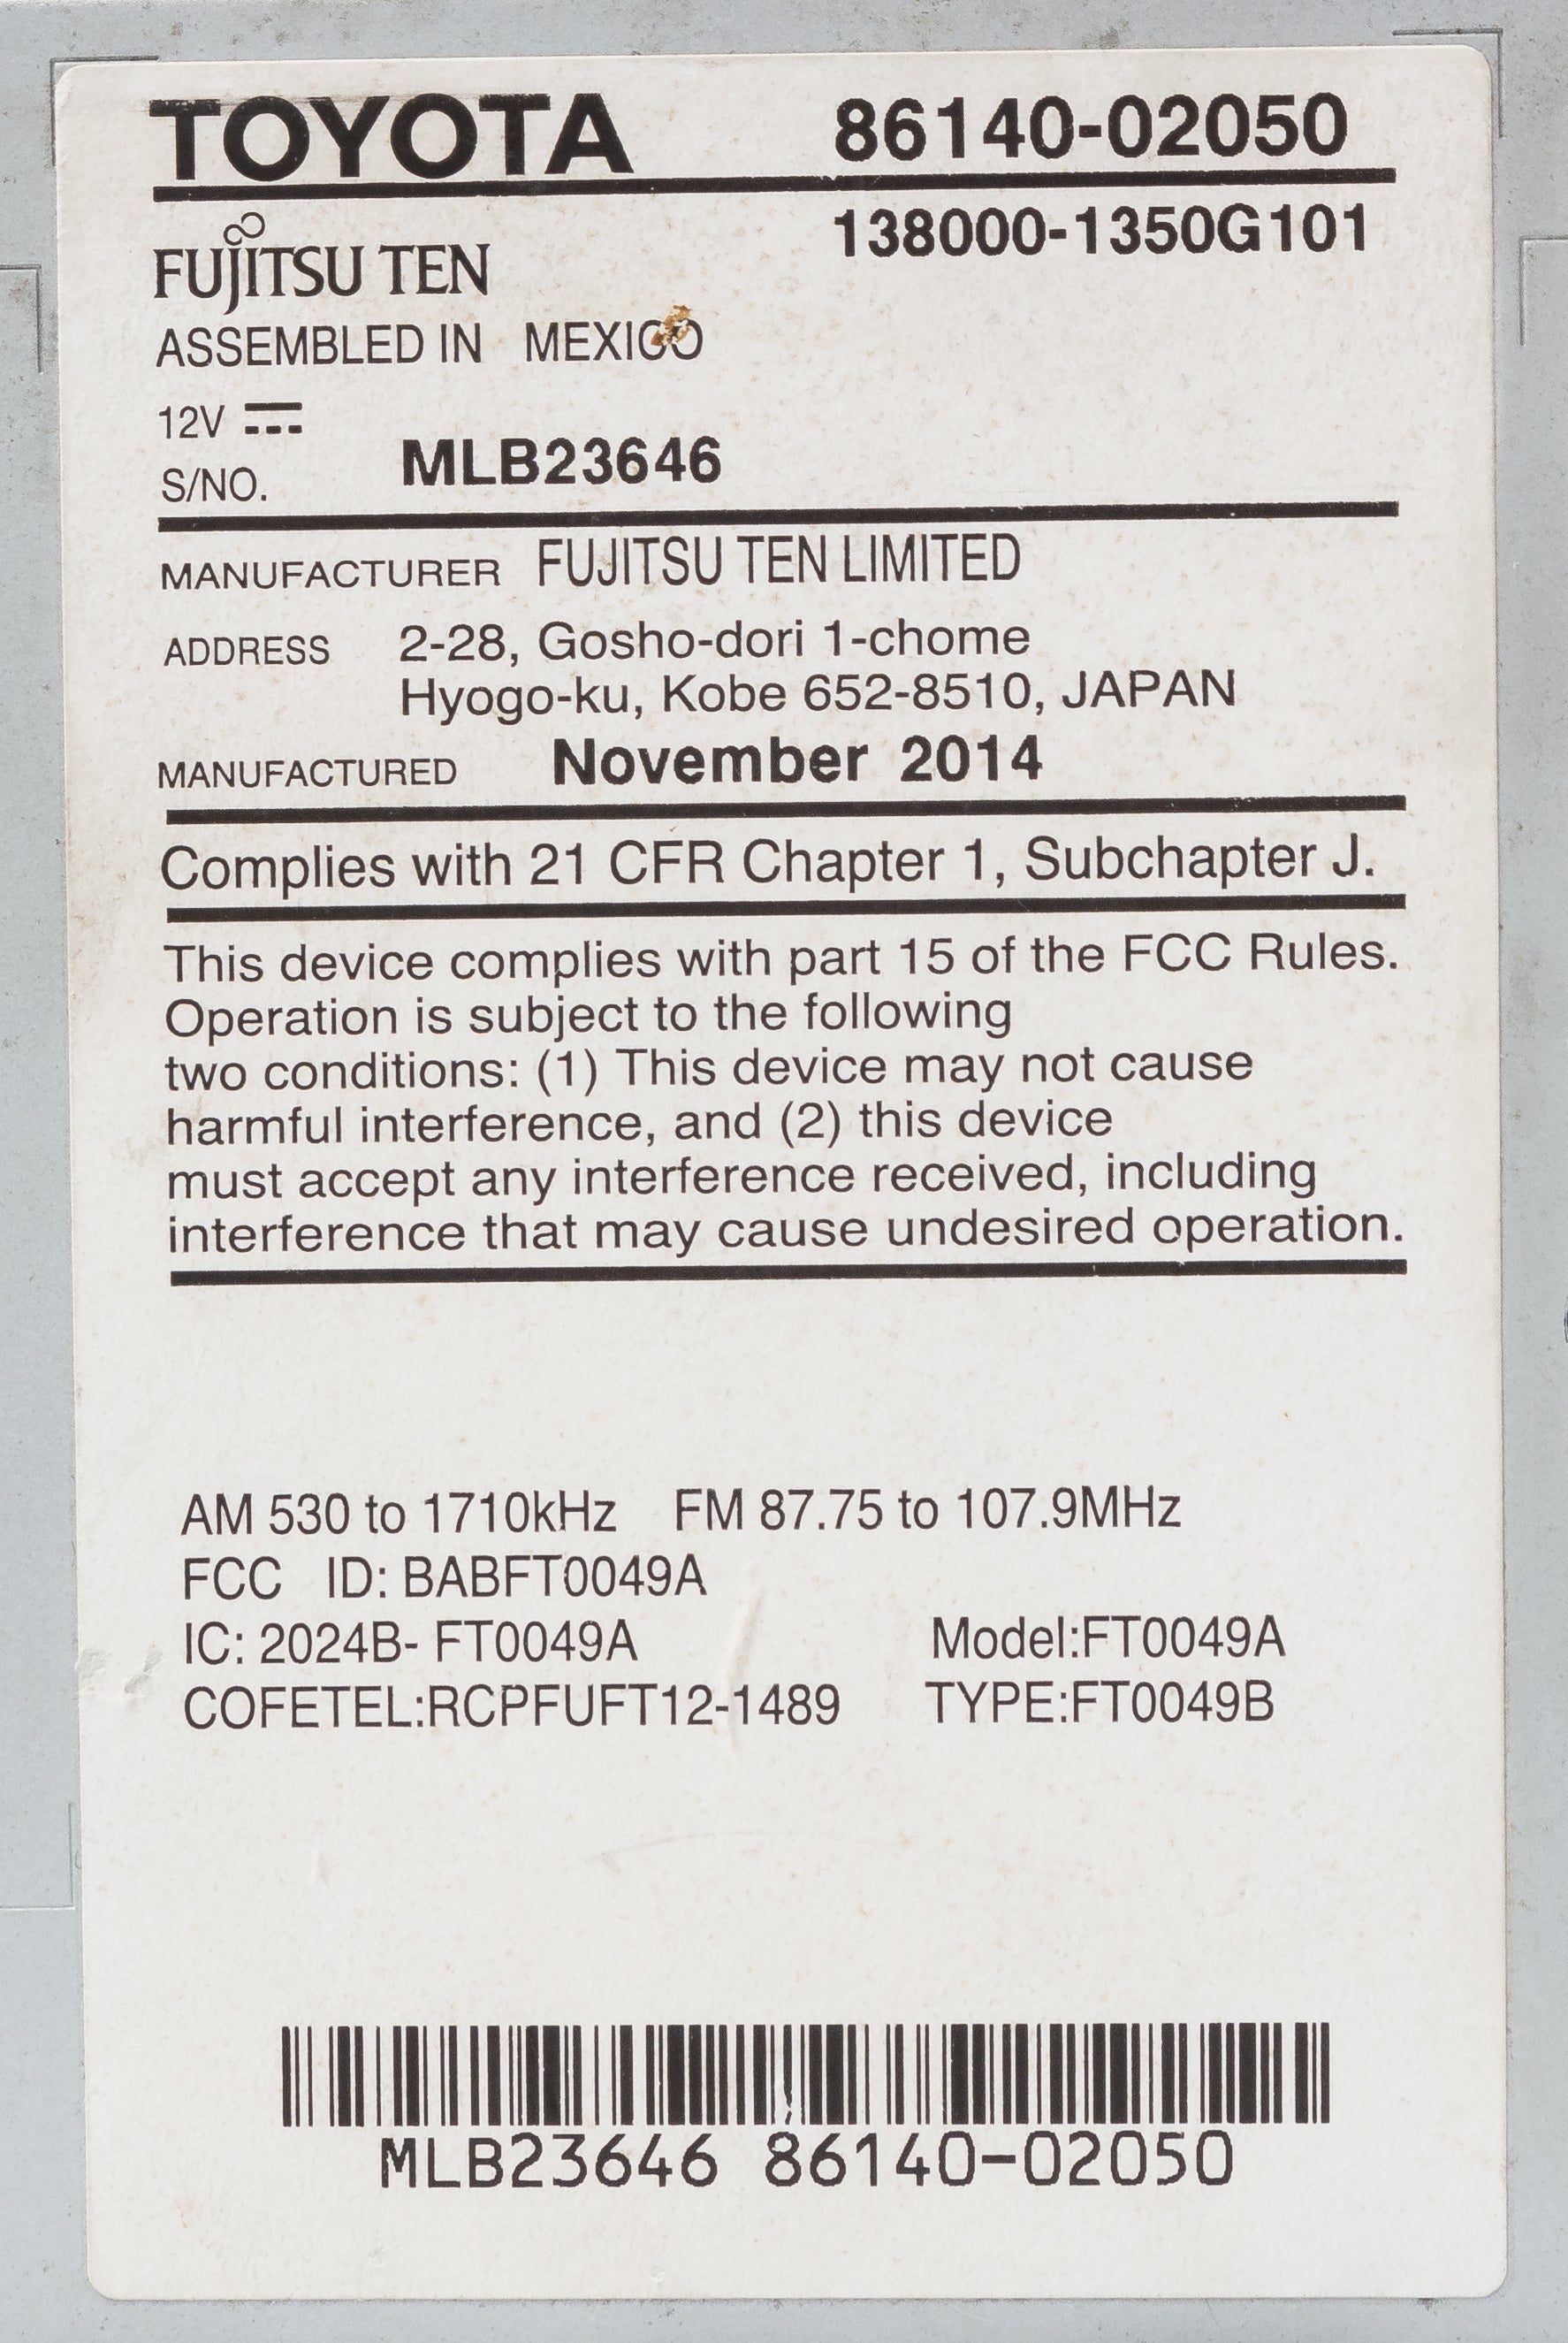 TOYOTA 86140-02050
138000-1350G101
FUJITSU TEN
ASSEMBLED IN MEXICO
12V
S/NO. MLB23646
MANUFACTURER FUJITSU TEN LIMITED
ADDRESS 2-28, Gosho-dori 1-chome
Hyogo-ku, Kobe 652-8510, JAPAN
MANUFACTURED November 2014
Complies with 21 CFR Chapter 1, Subchapter J.
This device complies with part 15 of the FCC Rules.
Operation is subject to the following
two conditions: (1) This device may not cause
harmful interference, and (2) this device
must accept any interference received, including
interference that may cause undesired operation.
AM 530 to 1710kHz FM 87.75 to 107.9MHz
FCC ID: BABFT0049A
IC: 2024B- FT0049A Model:FT0049A
COFETEL:RCPFUFT12-1489 TYPE:FT0049B
MLB23646 86140-02050